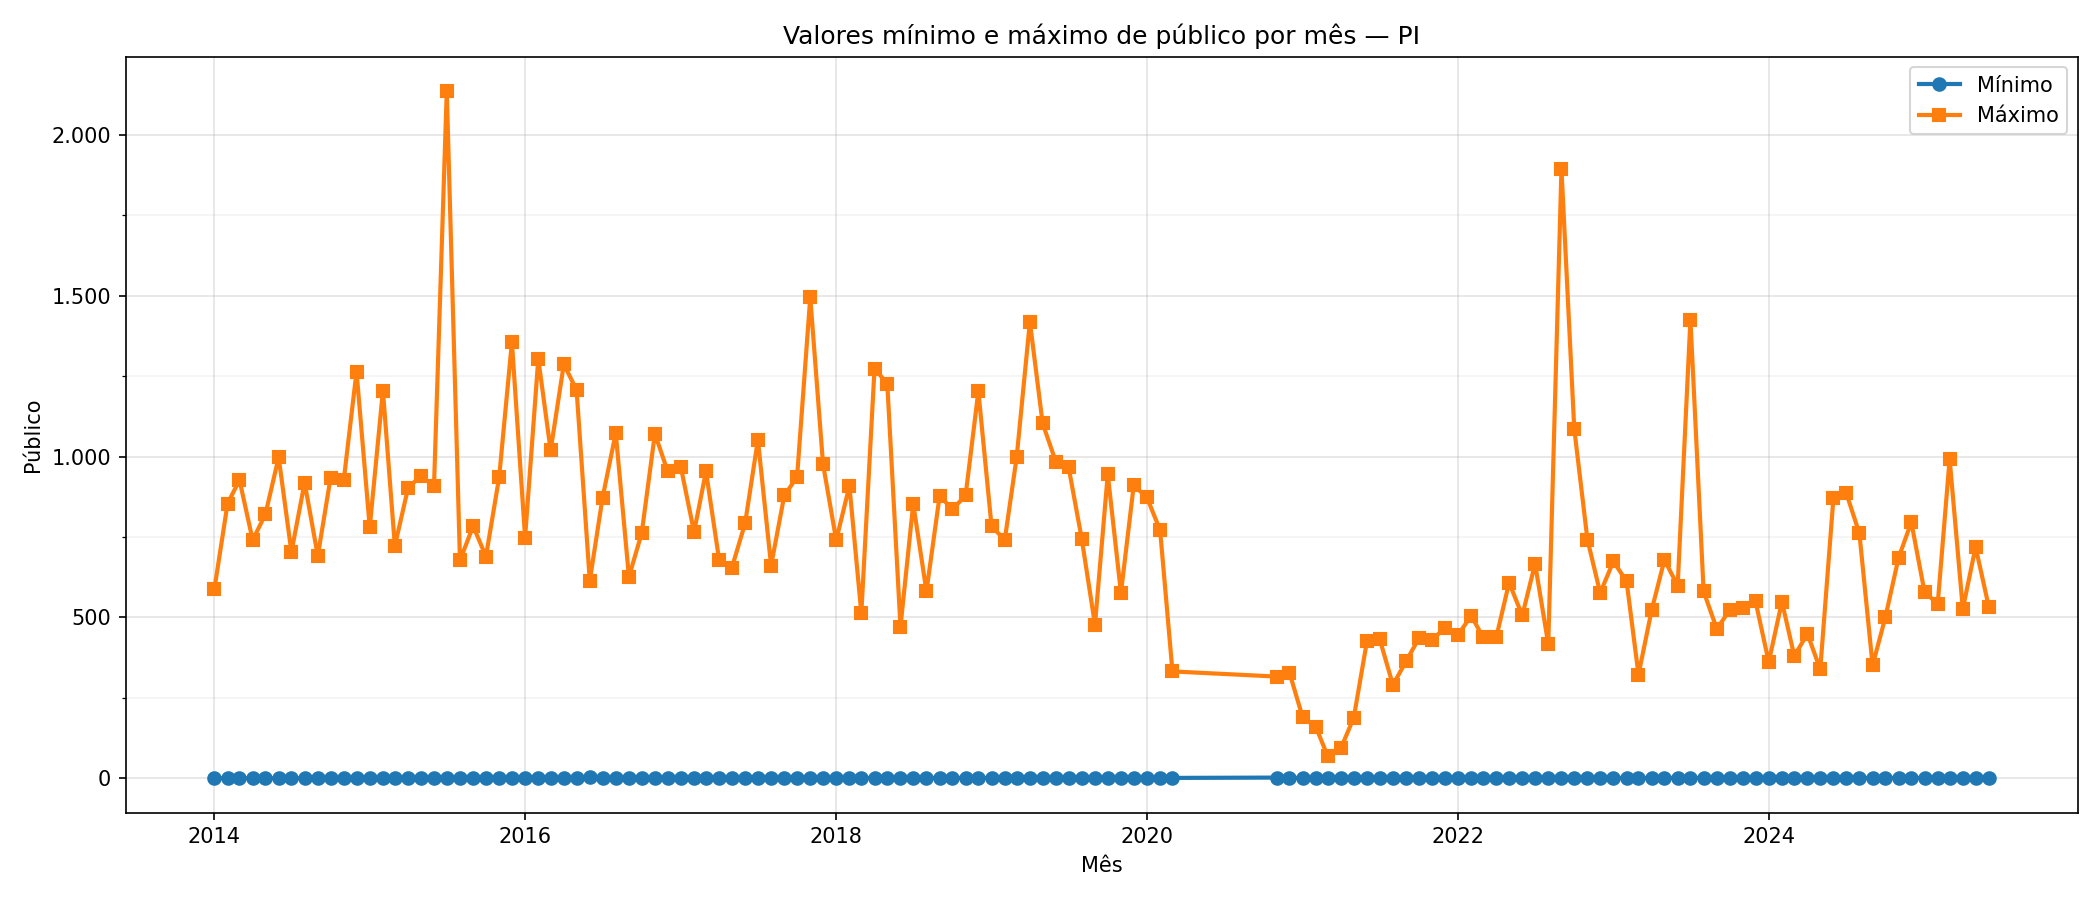 Valores mínimo e máximo de público por mês — PI
Mínimo
Máximo
Público
2.000
1.500
1.000
500
0
2014
2016
2018
2020
2022
2024
Mês